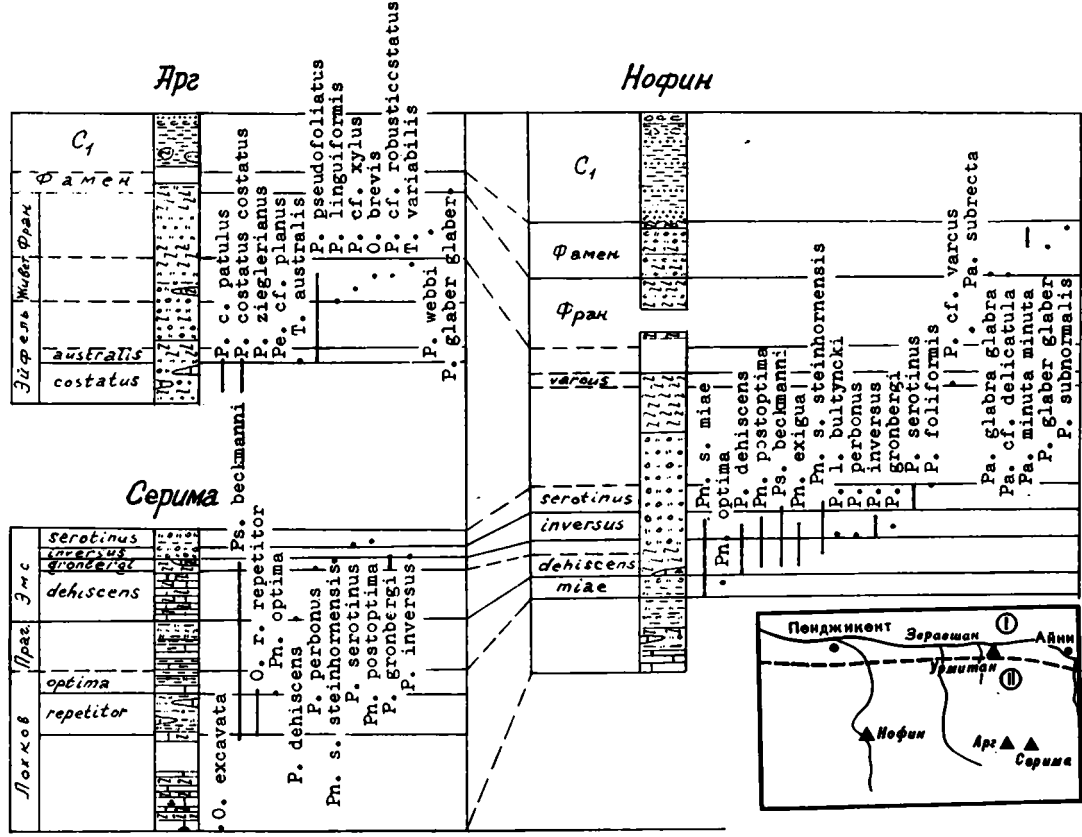 Арг
C₁
Фамен
Фран
Живет
Эйфель
australis
costatus
P. c. patulus
P. costatus costatus
P. zieglerianus
Pe. cf. planus
T. australis
P. pseudofoliatus
P. linguiformis
P. cf. xylus
O. brevis
P. cf. robusticostatus
T. variabilis
P. webbi
P. glaber glaber
Серима
serotinus
inversus
gronbergi
dehiscens
optima
repetitor
Эмс
Праг.
Лохков
O. excavata
Ps. beckmanni
O. r. repetitor
Pn. optima
P. dehiscens
P. perbonus
Pn. s. steinhornensis
P. serotinus
Pn. postoptima
P. gronbergi
P. inversus
Нофин
C₁
Фамен
Фран
varcus
serotinus
inversus
dehiscens
miae
Pn. s. miae
Pn. optima
P. dehiscens
Pn. postoptima
Ps. beckmanni
Pn. exigua
Pn. s. steinhornensis
P. l. bultyncki
P. perbonus
P. inversus
P. gronbergi
P. serotinus
P. foliformis
P. cf. varcus
Pa. subrecta
Pa. glabra glabra
Pa. cf. delicatula
Pa. minuta minuta
P. glaber glaber
P. subnormalis
Пенджикент
Зеравшан
I
Айни
Урмитан
II
Нофин
Арг
Серима